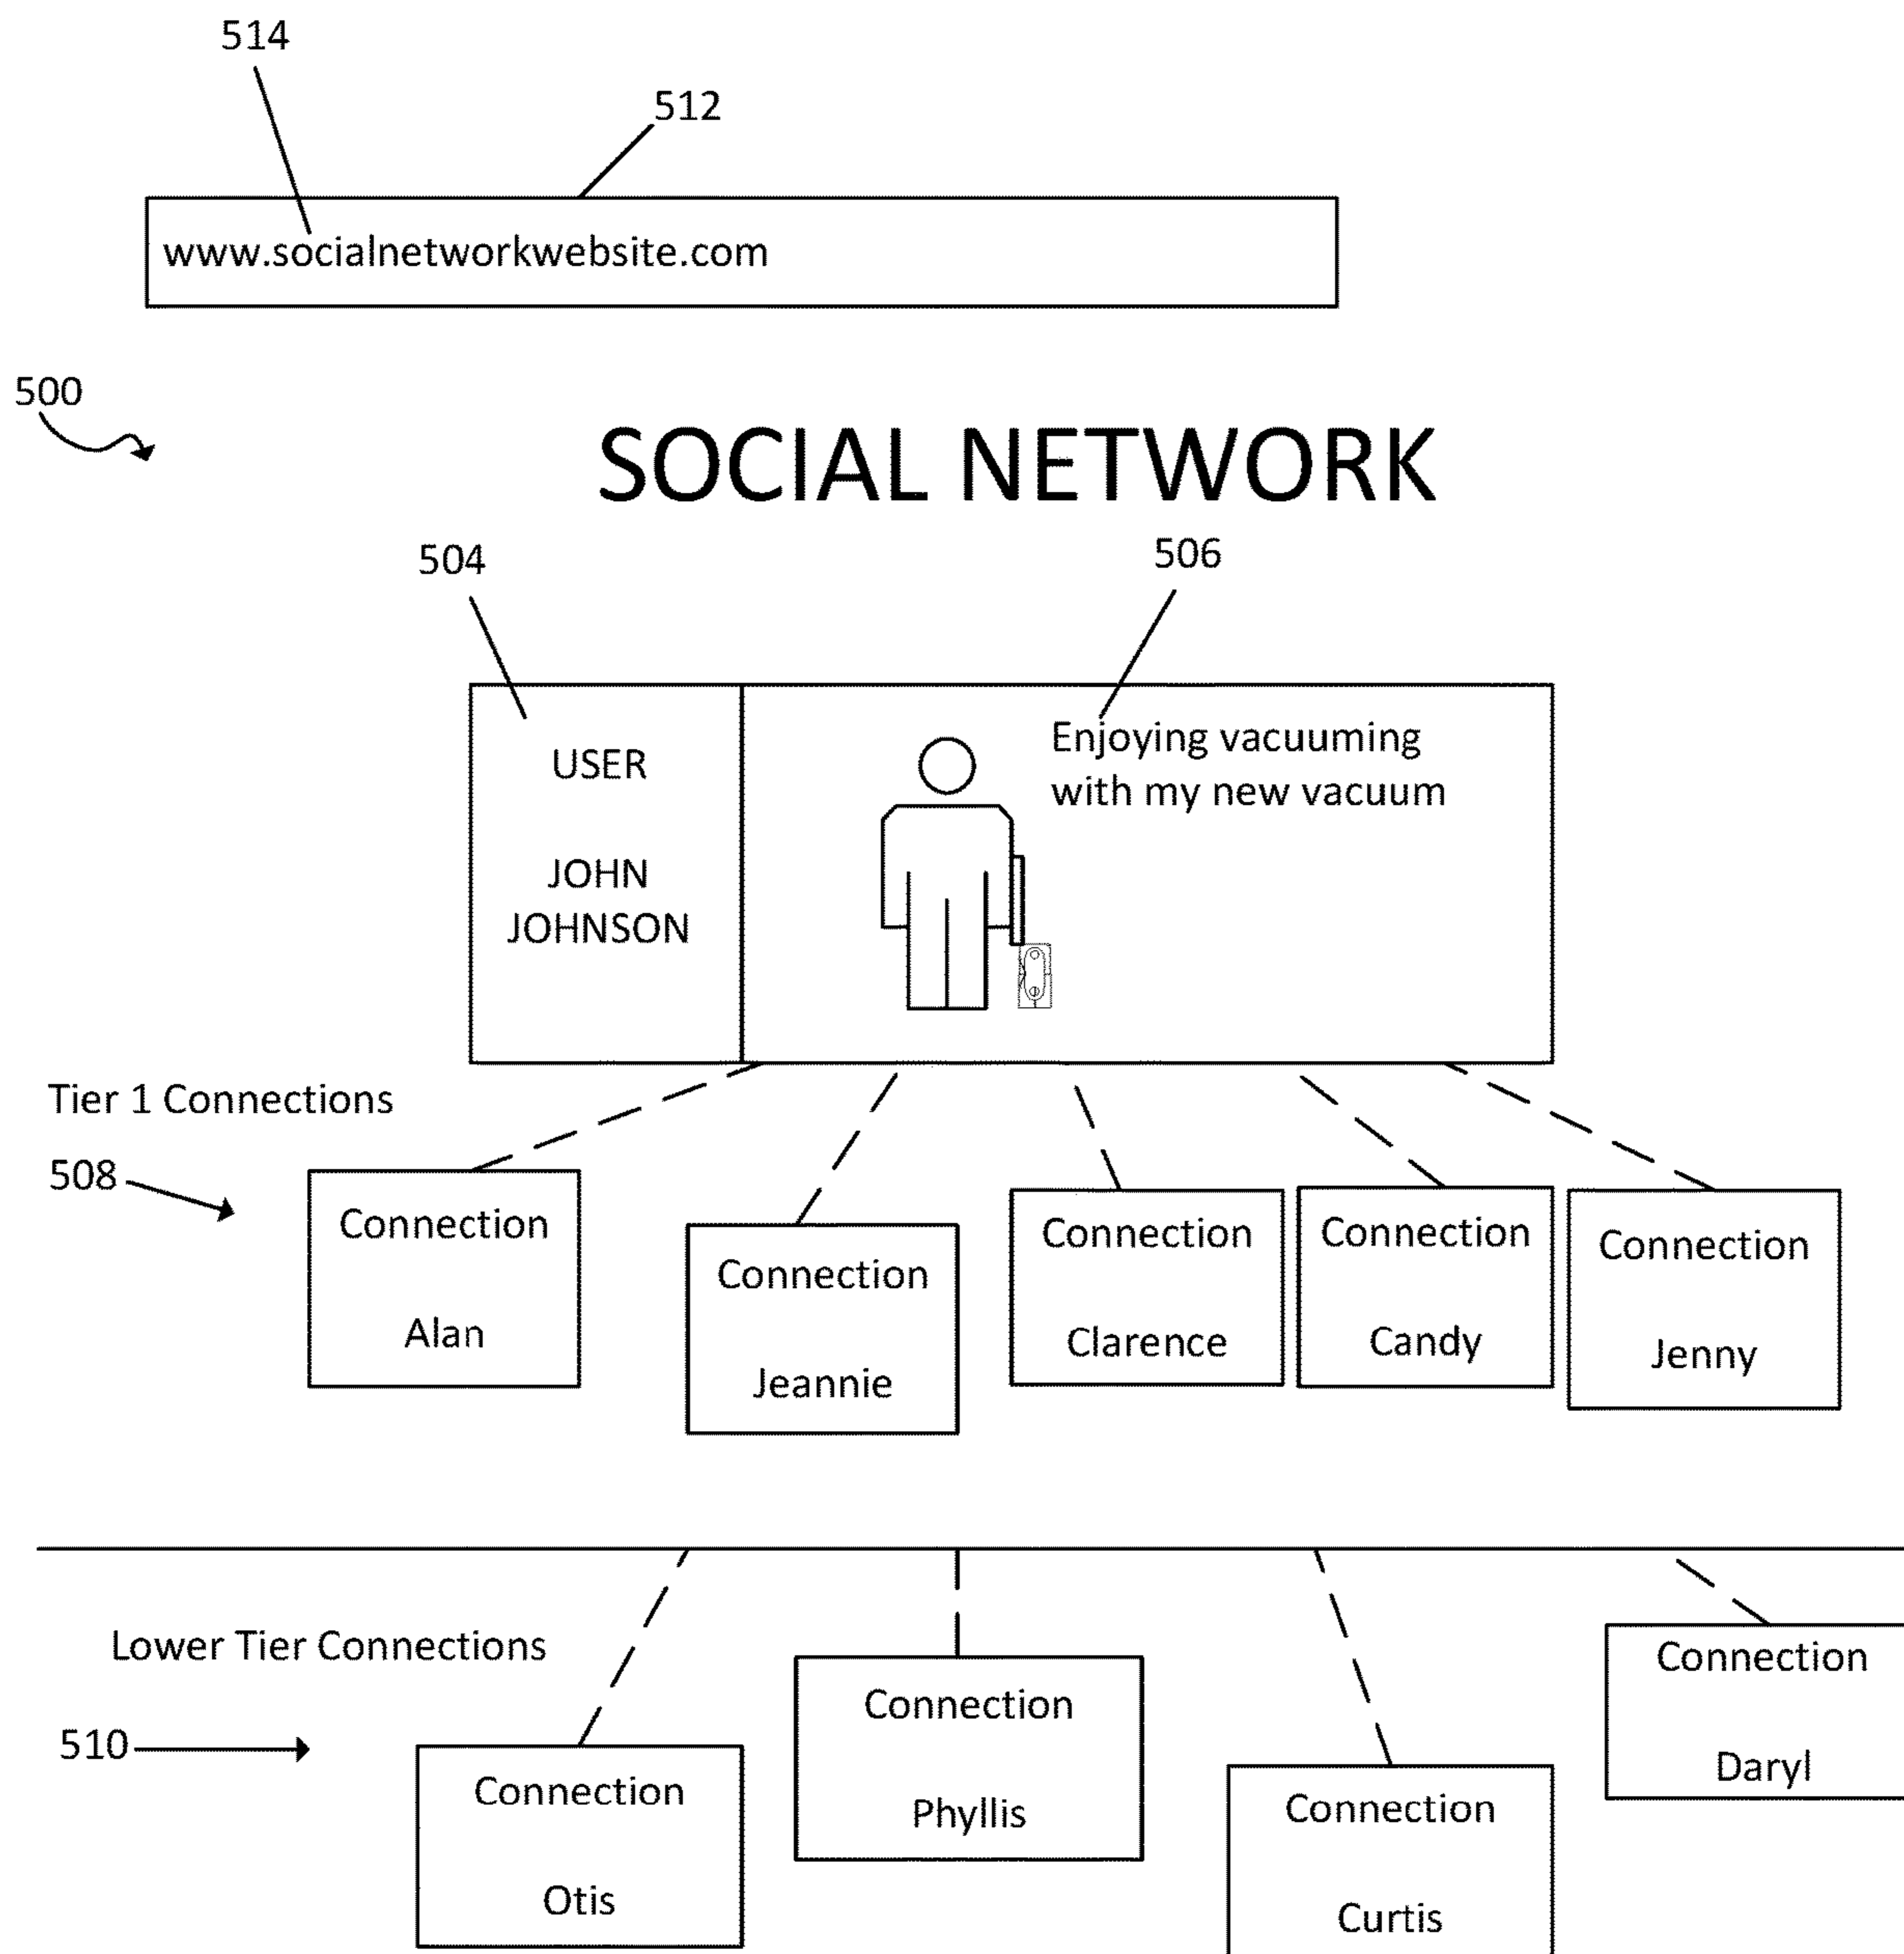 514
512
www.socialnetworkwebsite.com
500
SOCIAL NETWORK
504
506
USER
JOHN
JOHNSON
Enjoying vacuuming
with my new vacuum
Tier 1 Connections
508
Connection
Alan
Connection
Jeannie
Connection
Clarence
Connection
Candy
Connection
Jenny
Lower Tier Connections
510
Connection
Otis
Connection
Phyllis
Connection
Curtis
Connection
Daryl